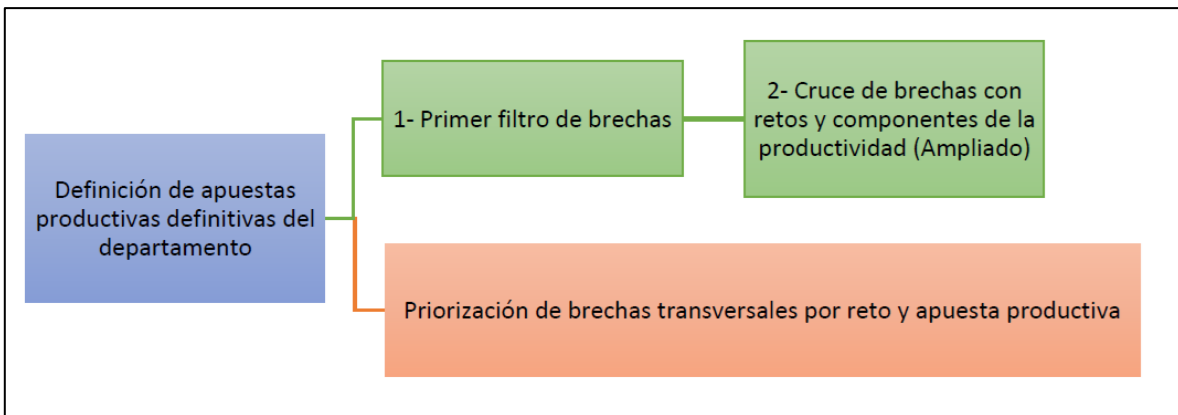 Definición de apuestas
productivas definitivas del
departamento
1- Primer filtro de brechas
2- Cruce de brechas con
retos y componentes de la
productividad (Ampliado)
Priorización de brechas transversales por reto y apuesta productiva